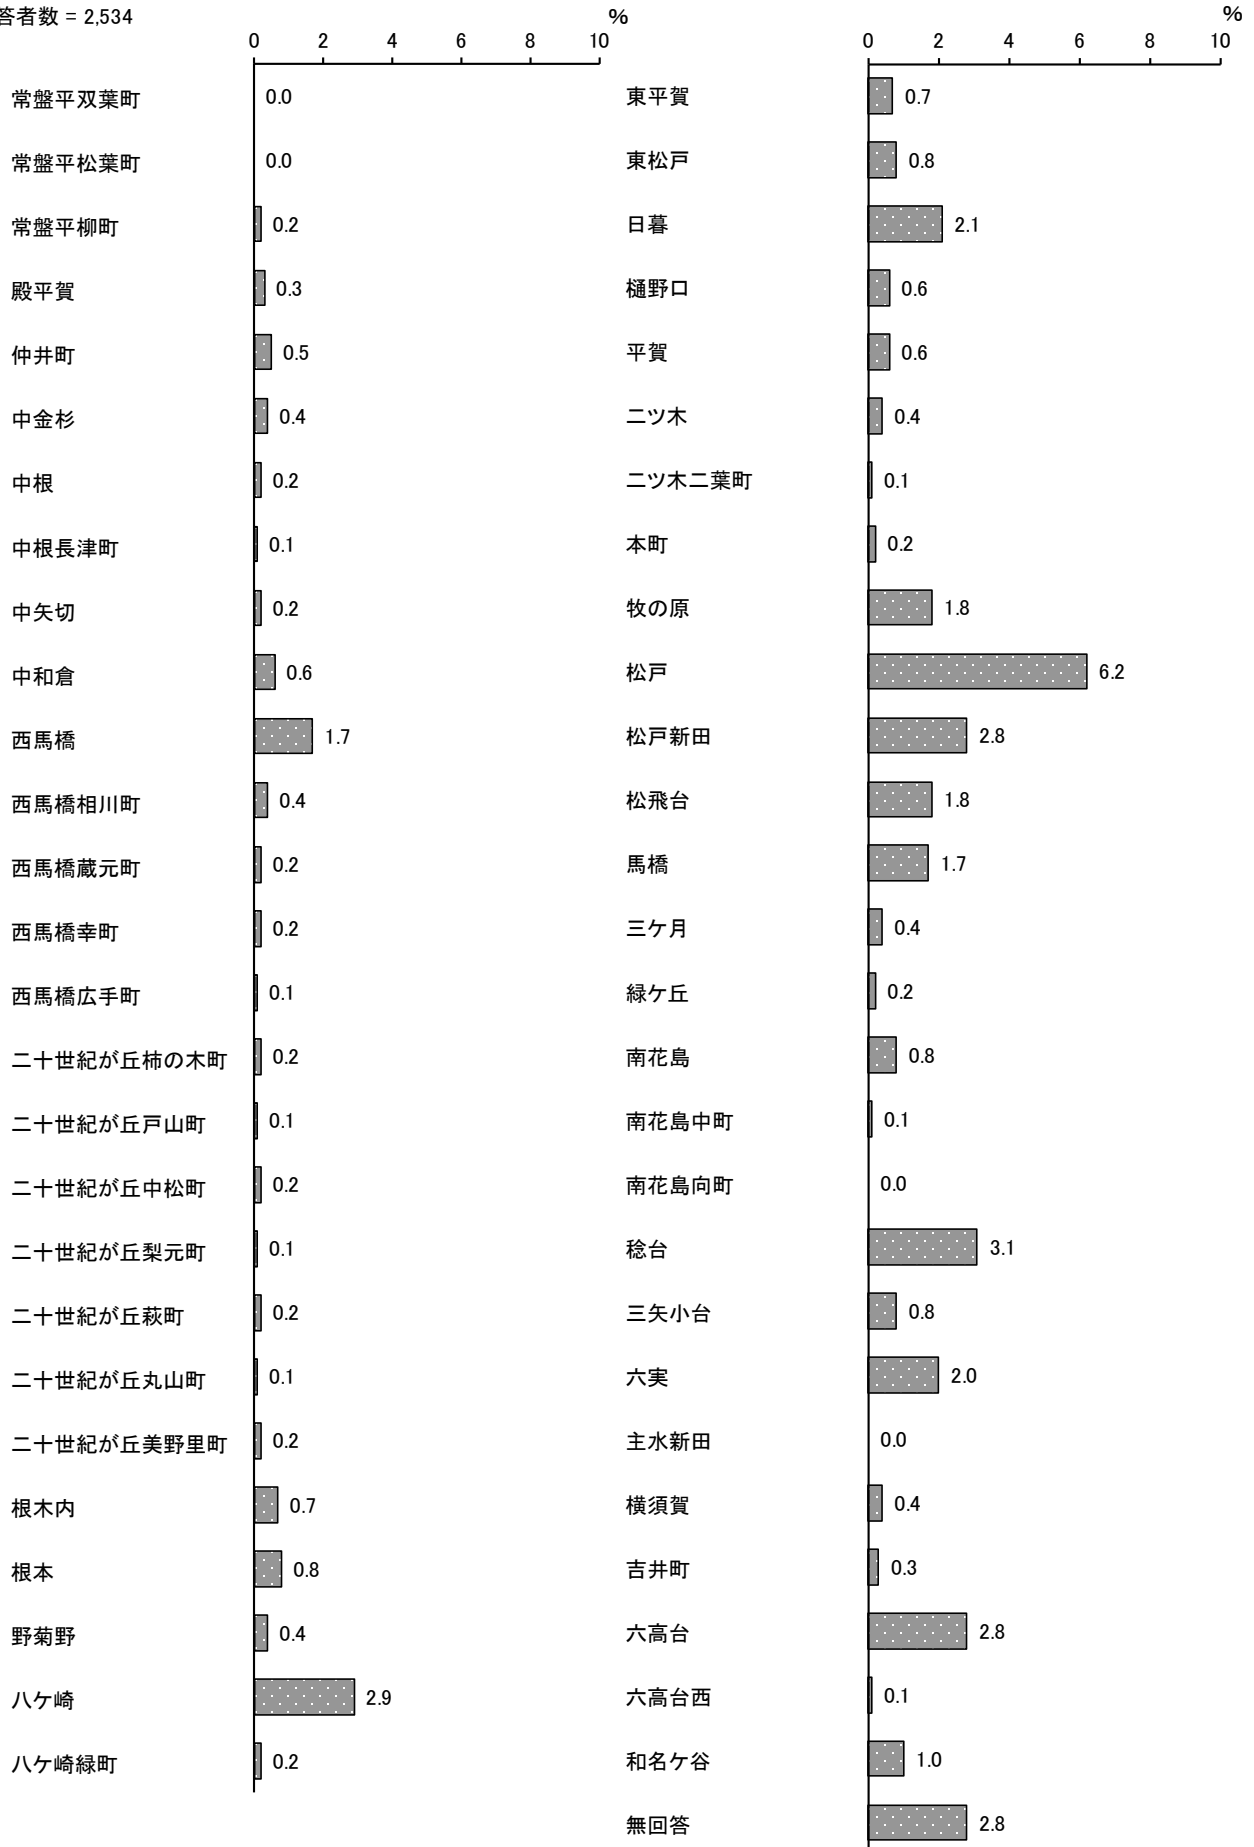 答者数 = 2,534
%
0 2 4 6 8 10
常盤平双葉町 0.0
常盤平松葉町 0.0
常盤平柳町 0.2
殿平賀 0.3
仲井町 0.5
中金杉 0.4
中根 0.2
中根長津町 0.1
中矢切 0.2
中和倉 0.6
西馬橋 1.7
西馬橋相川町 0.4
西馬橋蔵元町 0.2
西馬橋幸町 0.2
西馬橋広手町 0.1
二十世紀が丘柿の木町 0.2
二十世紀が丘戸山町 0.1
二十世紀が丘中松町 0.2
二十世紀が丘梨元町 0.1
二十世紀が丘萩町 0.2
二十世紀が丘丸山町 0.1
二十世紀が丘美野里町 0.2
根木内 0.7
根本 0.8
野菊野 0.4
八ケ崎 2.9
八ケ崎緑町 0.2
%
0 2 4 6 8 10
東平賀 0.7
東松戸 0.8
日暮 2.1
樋野口 0.6
平賀 0.6
二ツ木 0.4
二ツ木二葉町 0.1
本町 0.2
牧の原 1.8
松戸 6.2
松戸新田 2.8
松飛台 1.8
馬橋 1.7
三ケ月 0.4
緑ケ丘 0.2
南花島 0.8
南花島中町 0.1
南花島向町 0.0
稔台 3.1
三矢小台 0.8
六実 2.0
主水新田 0.0
横須賀 0.4
吉井町 0.3
六高台 2.8
六高台西 0.1
和名ケ谷 1.0
無回答 2.8